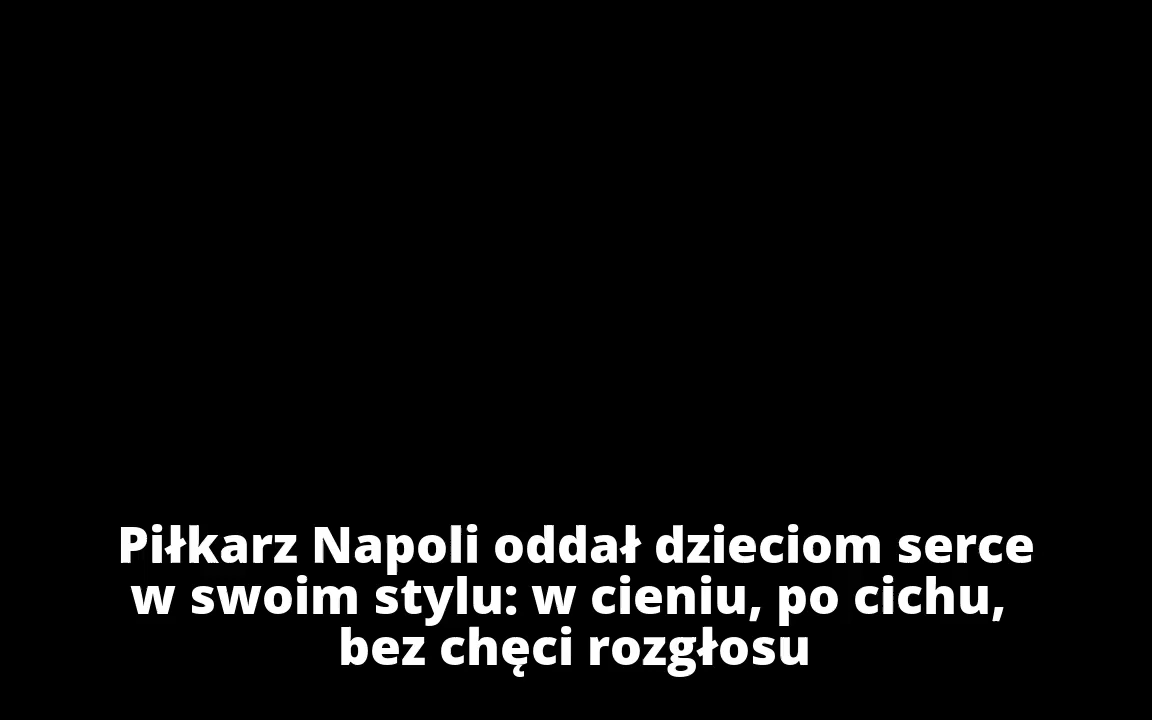 Piłkarz Napoli oddał dzieciom serce
w swoim stylu: w cieniu, po cichu,
bez chęci rozgłosu